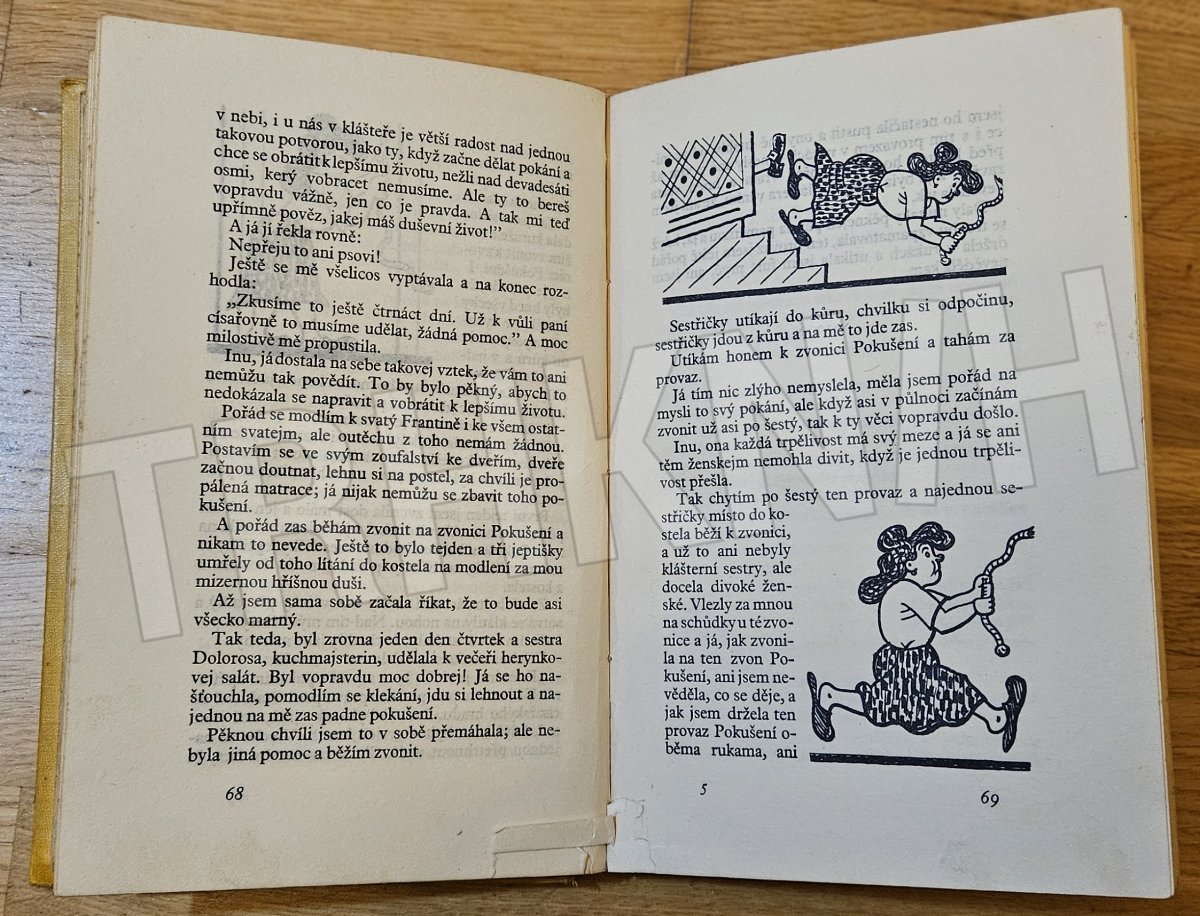 v nebi, i u nás v klášteře je větší radost nad jednou
takovou potvorou, jako ty, když začne dělat pokání a
chce se obrátit k lepšímu životu, nežli nad devadesáti
osmi, kerý vobracet nemusíme. Ale ty to bereš
vopravdu vážně, jen co je pravda. A tak mi teď
upřímně pověz, jakej máš duševní život!”
A já jí řekla rovně:
Nepřeju to ani psovi!
Ještě se mě všelicos vyptávala a na konec roz-
hodla:
„Zkusíme to ještě čtrnáct dní. Už k vůli paní
císařovně to musíme udělat, žádná pomoc.” A moc
milostivě mě propustila.
Inu, já dostala na sebe takovej vztek, že vám to ani
nemůžu tak povědít. To by bylo pěkný, abych to
nedokázala se napravit a vobrátit k lepšímu životu.
Pořád se modlím k svatý Frantině i ke všem ostat-
ním svatejm, ale outěchu z toho nemám žádnou.
Postavím se ve svým zoufalství ke dveřím, dveře
začnou doutnat, lehnu si na postel, za chvíli je pro-
pálená matrace; já nijak nemůžu se zbavit toho po-
kušení.
A pořád zas běhám zvonit na zvonici Pokušení a
nikam to nevede. Ještě to bylo tejden a tři jeptišky
umřely od toho lítání do kostela na modlení za mou
mizernou hříšnou duši.
Až jsem sama sobě začala říkat, že to bude asi
všecko marný.
Tak teda, byl zrovna jeden den čtvrtek a sestra
Dolorosa, kuchmajsterin, udělala k večeři herynko-
vej salát. Byl vopravdu moc dobrej! Já se ho na-
šťouchla, pomodlím se klekání, jdu si lehnout a na-
jednou na mě zas padne pokušení.
Pěknou chvíli jsem to v sobě přemáhala; ale ne-
byla jiná pomoc a běžím zvonit.
68
Sestřičky utíkají do kůru, chvilku si odpočinu,
sestřičky jdou z kůru a na mě to jde zas.
Utíkám honem k zvonici Pokušení a tahám za
provaz.
Já tím nic zlýho nemyslela, měla jsem pořád na
mysli to svý pokání, ale když asi v půlnoci začínám
zvonit už asi po šestý, tak k ty věci vopravdu došlo.
Inu, ona každá trpělivost má svý meze a já se ani
těm ženskejm nemohla divit, když je jednou trpěli-
vost přešla.
Tak chytím po šestý ten provaz a najednou se-
střičky místo do ko-
stela běží k zvonici,
a už to ani nebyly
klášterní sestry, ale
docela divoké žen-
ské. Vlezly za mnou
na schůdky u té zvo-
nice a já, jak zvoni-
la na ten zvon Po-
kušení, ani jsem ne-
věděla, co se děje, a
jak jsem držela ten
provaz Pokušení o-
běma rukama, ani
5
69
TRHKNIH